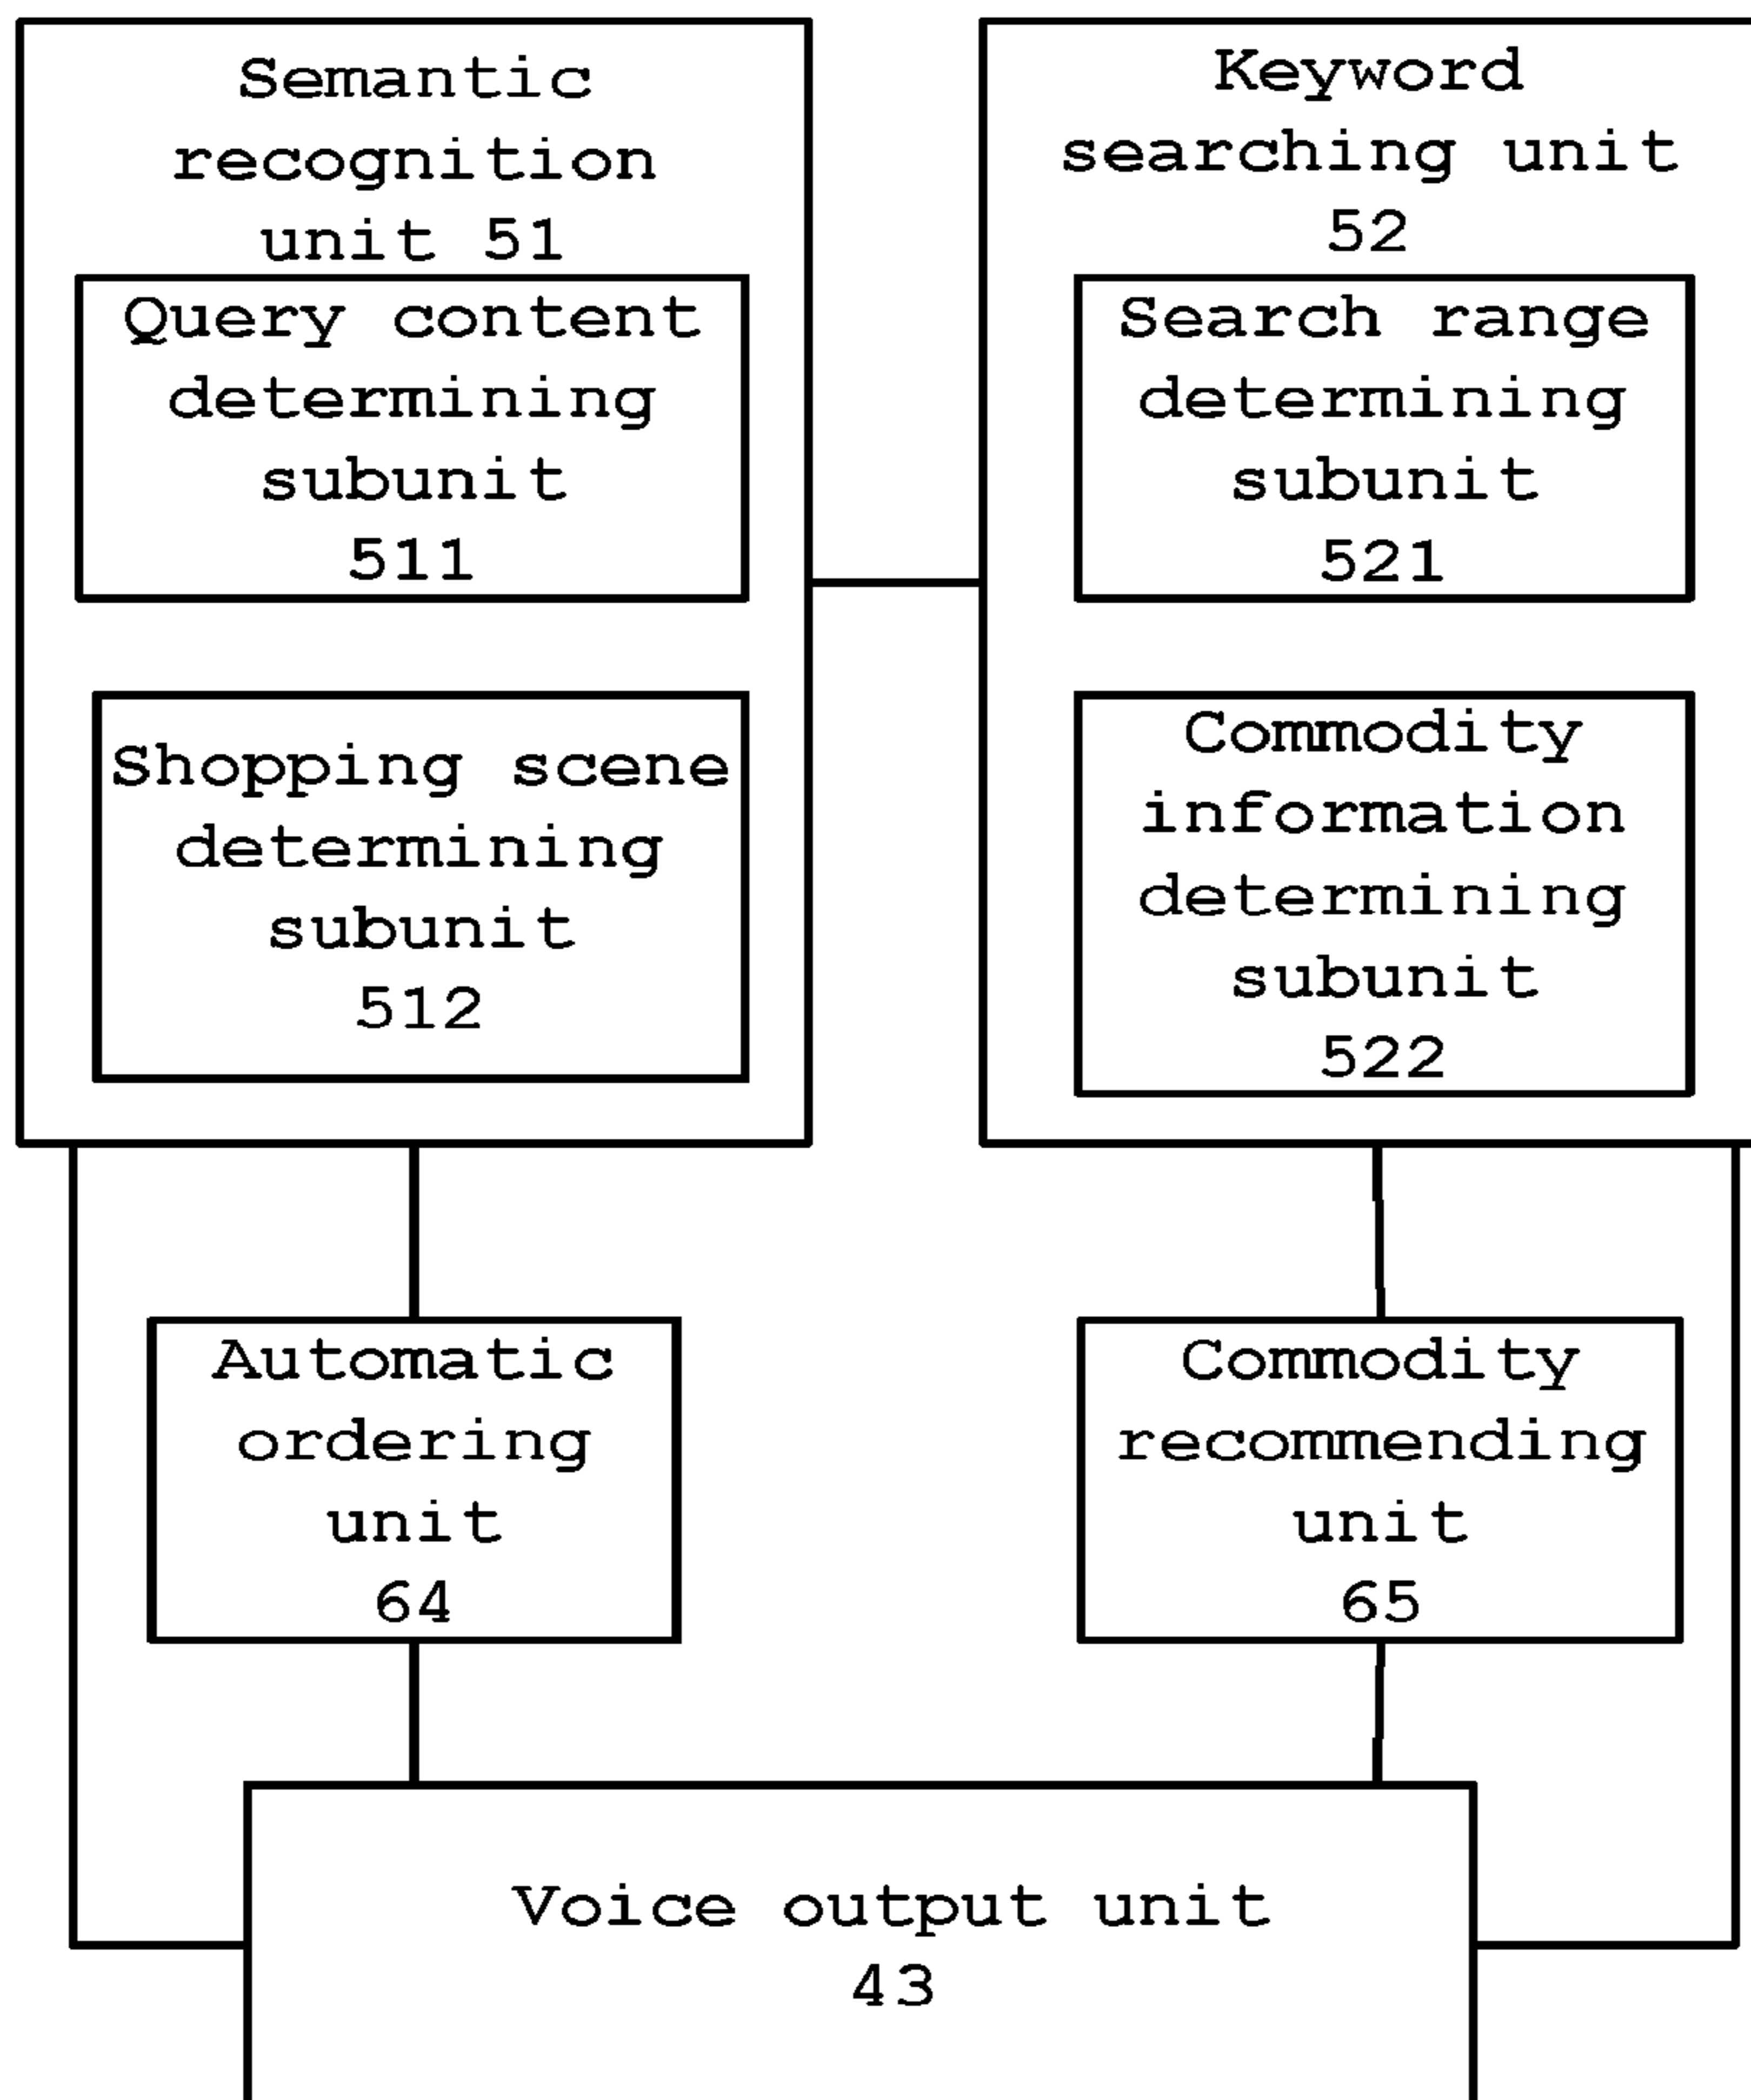 Semantic
recognition
unit 51
Query content
determining
subunit
511
Shopping scene
determining
subunit
512
Keyword
searching unit
52
Search range
determining
subunit
521
Commodity
information
determining
subunit
522
Automatic
ordering
unit
64
Commodity
recommending
unit
65
Voice output unit
43